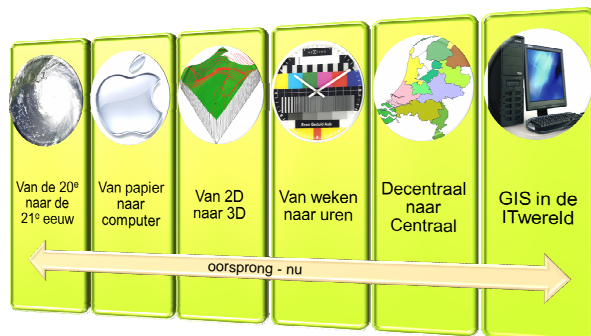 Van de 20e
naar de
21e eeuw
Van papier
naar
computer
Van 2D
naar 3D
Van weken
naar uren
Decentraal
naar
Centraal
GIS in de
ITwereld
oorsprong - nu